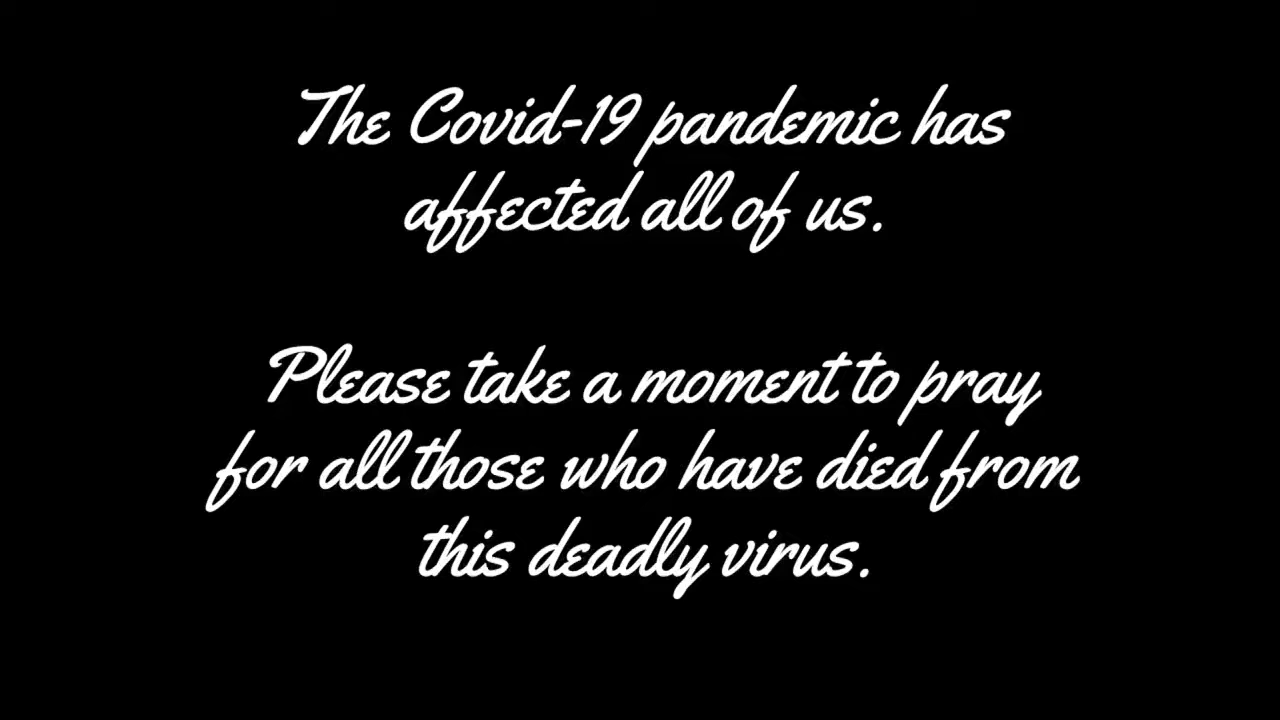 The Covid-19 pandemic has
affected all of us.
Please take a moment to pray
for all those who have died from
this deadly virus.